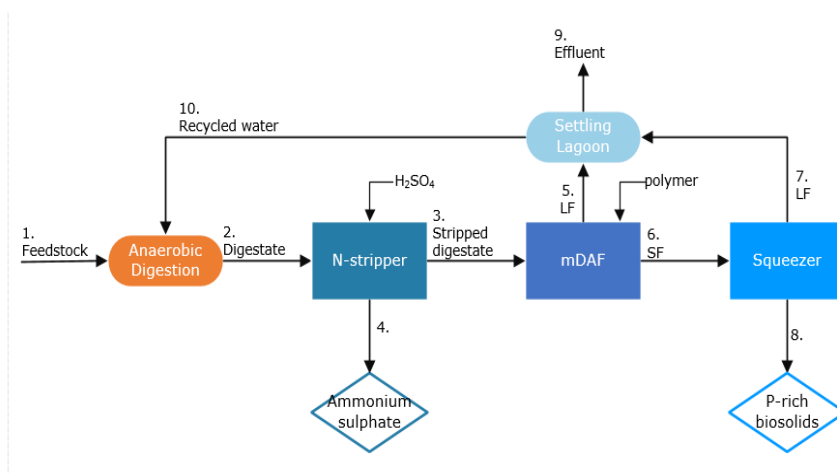 9.
Effluent
10.
Recycled water
Settling
Lagoon
H₂SO₄
5.
LF
polymer
7.
LF
1.
Feedstock
Anaerobic
Digestion
2.
Digestate
N-stripper
3.
Stripped
digestate
mDAF
6.
SF
Squeezer
4.
8.
Ammonium
sulphate
P-rich
biosolids